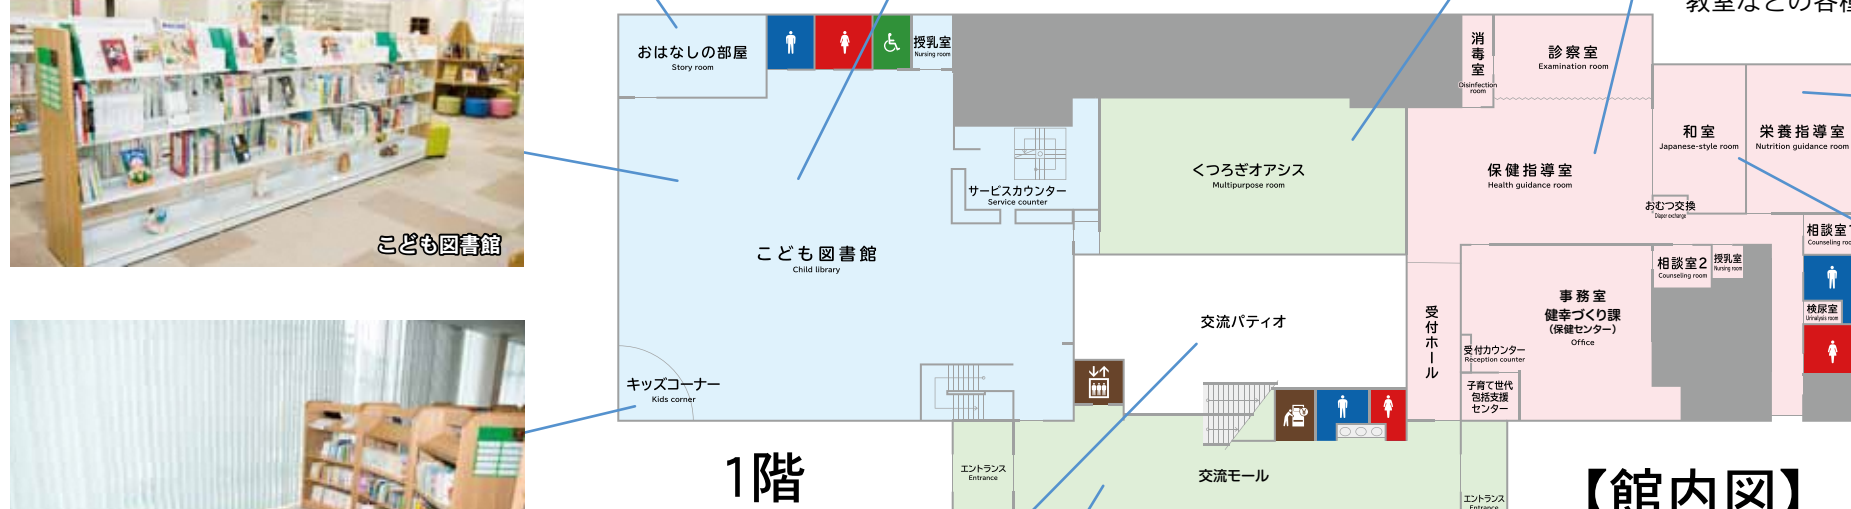 教室などの各種
こども図書館
おはなしの部屋
Story room
授乳室
Nursing room
消毒室
Disinfection
room
診察室
Examination room
和室
Japanese-style room
栄養指導室
Nutrition guidance room
くつろぎオアシス
Multipurpose room
保健指導室
Health guidance room
サービスカウンター
Service counter
おむつ交換
Diaper exchange
こども図書館
Child library
相談室1
Counseling roo
相談室2
Counseling room
授乳室
Nursing room
検尿室
Urinalysis room
交流パティオ
受付ホール
事務室
健幸づくり課
(保健センター)
Office
受付カウンター
Reception counter
子育て世代
包括支援
センター
キッズコーナー
Kids corner
1階
エントランス
Entrance
交流モール
エントランス
Entrance
【館内図】